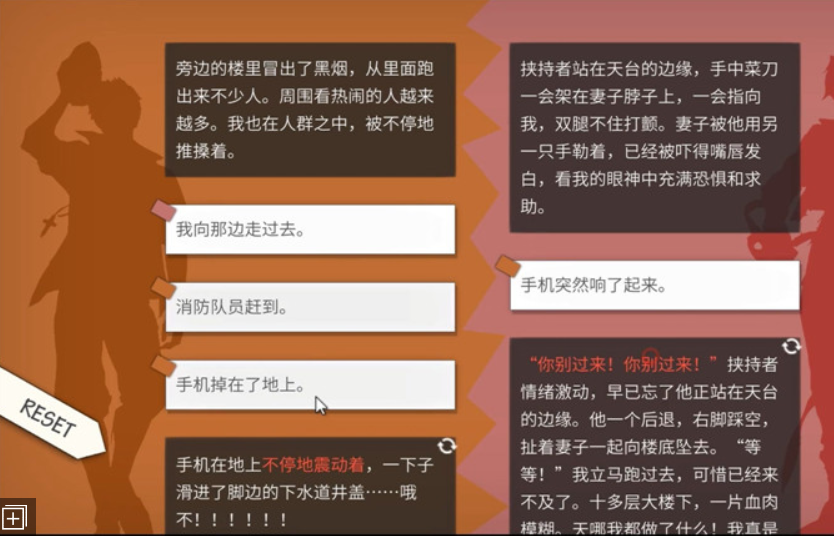 旁边的楼里冒出了黑烟，从里面跑
出来不少人。周围看热闹的人越来
越多。我也在人群之中，被不停地
推搡着。
我向那边走过去。
消防队员赶到。
手机掉在了地上。
手机在地上不停地震动着，一下子
滑进了脚边的下水道井盖……哦
不！！！！！！
RESET
挟持者站在天台的边缘，手中菜刀
一会架在妻子脖子上，一会指向
我，双腿不住打颤。妻子被他用另
一只手勒着，已经被吓得嘴唇发
白，看我的眼神中充满恐惧和求
助。
手机突然响了起来。
“你别过来！你别过来！”挟持者
情绪激动，早已忘了他正站在天台
的边缘。他一个后退，右脚踩空，
扯着妻子一起向楼底坠去。“等
等！”我立马跑过去，可惜已经来
不及了。十多层大楼下，一片血肉
模糊。天哪我都做了什么！我真是